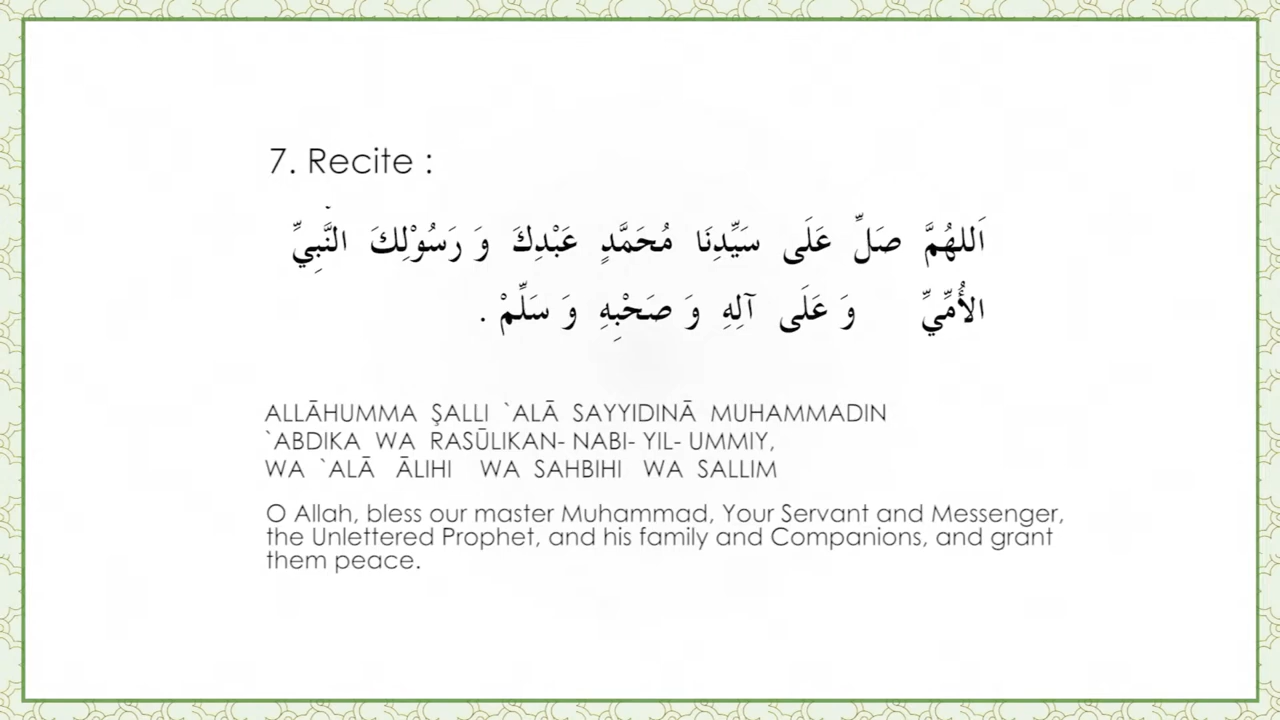 7. Recite :
اَللهُمَّ صَلِّ عَلَى سَيِّدِنَا مُحَمَّدٍ عَبْدِكَ وَ رَسُوْلِكَ النَّبِيِّ
الأُمِّيِّ وَ عَلَى آلِهِ وَ صَحْبِهِ وَ سَلِّمْ .
ALLĀHUMMA ŞALLI `ALĀ SAYYIDINĀ MUHAMMADIN
`ABDIKA WA RASŪLIKAN- NABI- YIL- UMMIY,
WA `ALĀ ĀLIHI WA SAHBIHI WA SALLIM
O Allah, bless our master Muhammad, Your Servant and Messenger,
the Unlettered Prophet, and his family and Companions, and grant
them peace.